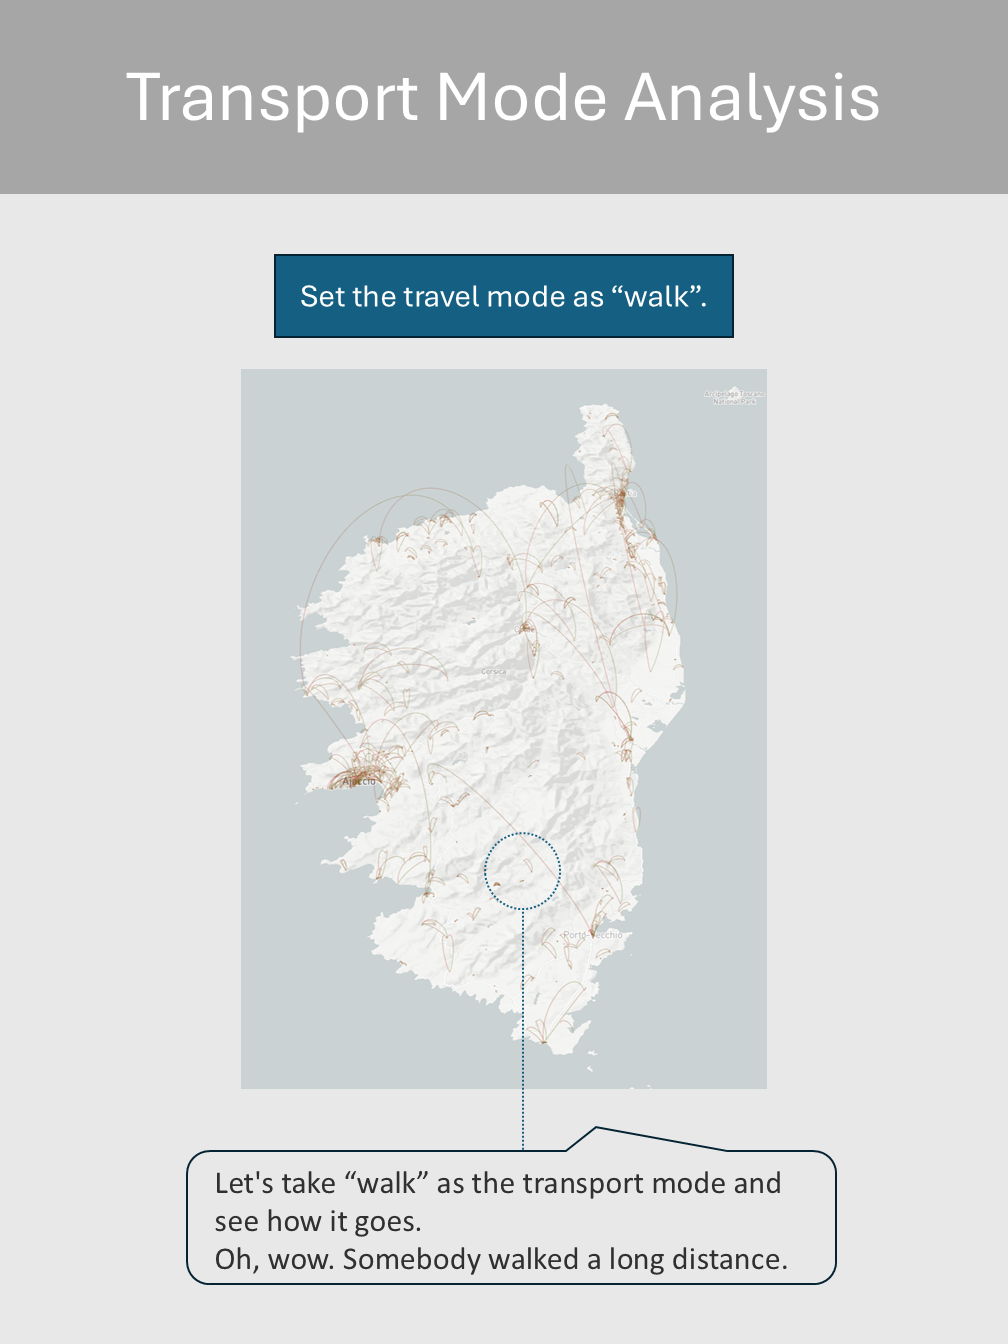 Transport Mode Analysis
Set the travel mode as “walk”.
Arcipelago Toscano
National Park
Corsica
Ajaccio
Porto-Vecchio
Let's take “walk” as the transport mode and
see how it goes.
Oh, wow. Somebody walked a long distance.